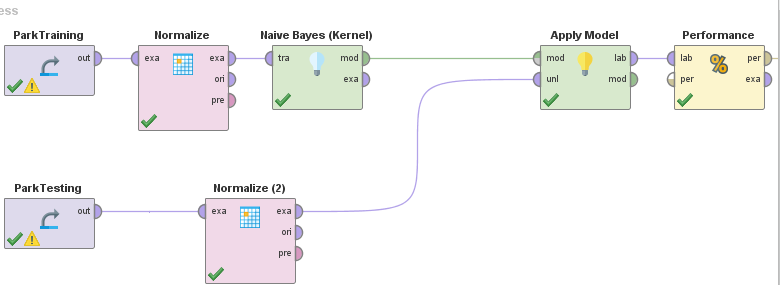 ess
ParkTraining
out
Normalize
exa
exa
ori
pre
Naive Bayes (Kernel)
tra
mod
exa
Apply Model
mod
lab
unl
mod
Performance
lab
per
per
exa
ParkTesting
out
Normalize (2)
exa
exa
ori
pre